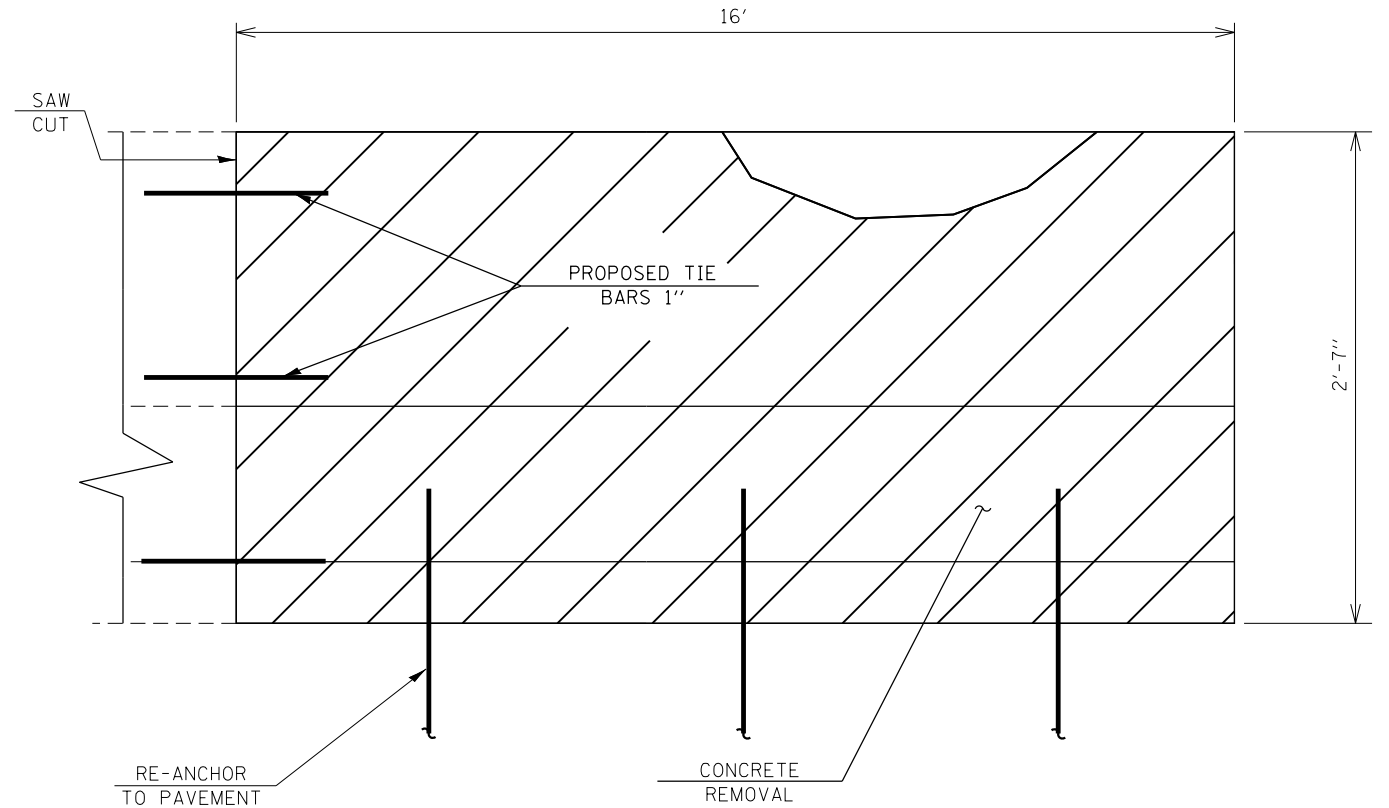 16'
SAW
CUT
PROPOSED TIE
BARS 1''
2'-7''
RE-ANCHOR
TO PAVEMENT
CONCRETE
REMOVAL